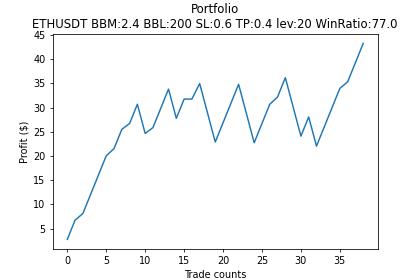 Portfolio
ETHUSDT BBM:2.4 BBL:200 SL:0.6 TP:0.4 lev:20 WinRatio:77.0
45
40
35
30
25
20
15
10
5
Profit ($)
0 5 10 15 20 25 30 35
Trade counts